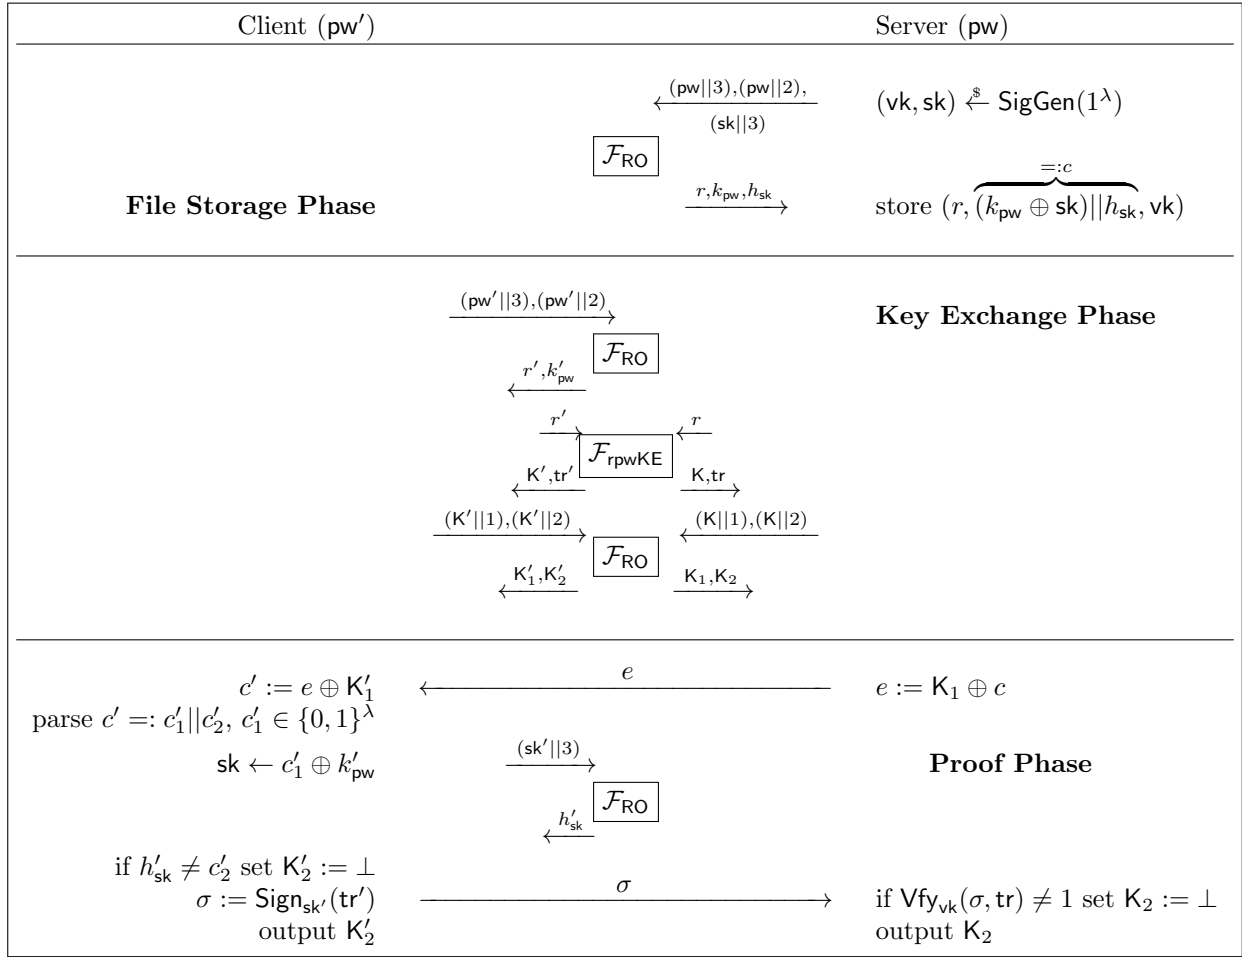 Client (pw′) Server (pw)
(pw||3),(pw||2), (vk, sk) $← SigGen(1^λ)
(sk||3)
F_RO
=:c
r,k_pw,h_sk
File Storage Phase store (r, (k_pw ⊕ sk)||h_sk, vk)
(pw′||3),(pw′||2) Key Exchange Phase
F_RO
r′,k′_pw
r′ r
F_rpwKE
K′,tr′ K,tr
(K′||1),(K′||2) (K||1),(K||2)
F_RO
K′_1,K′_2 K_1,K_2
c′ := e ⊕ K′_1 e e := K_1 ⊕ c
parse c′ =: c′_1||c′_2, c′_1 ∈ {0, 1}^λ
sk ← c′_1 ⊕ k′_pw (sk′||3) Proof Phase
F_RO
h′_sk
if h′_sk ≠ c′_2 set K′_2 := ⊥
σ := Sign_sk′(tr′) σ if Vfy_vk(σ, tr) ≠ 1 set K_2 := ⊥
output K′_2 output K_2